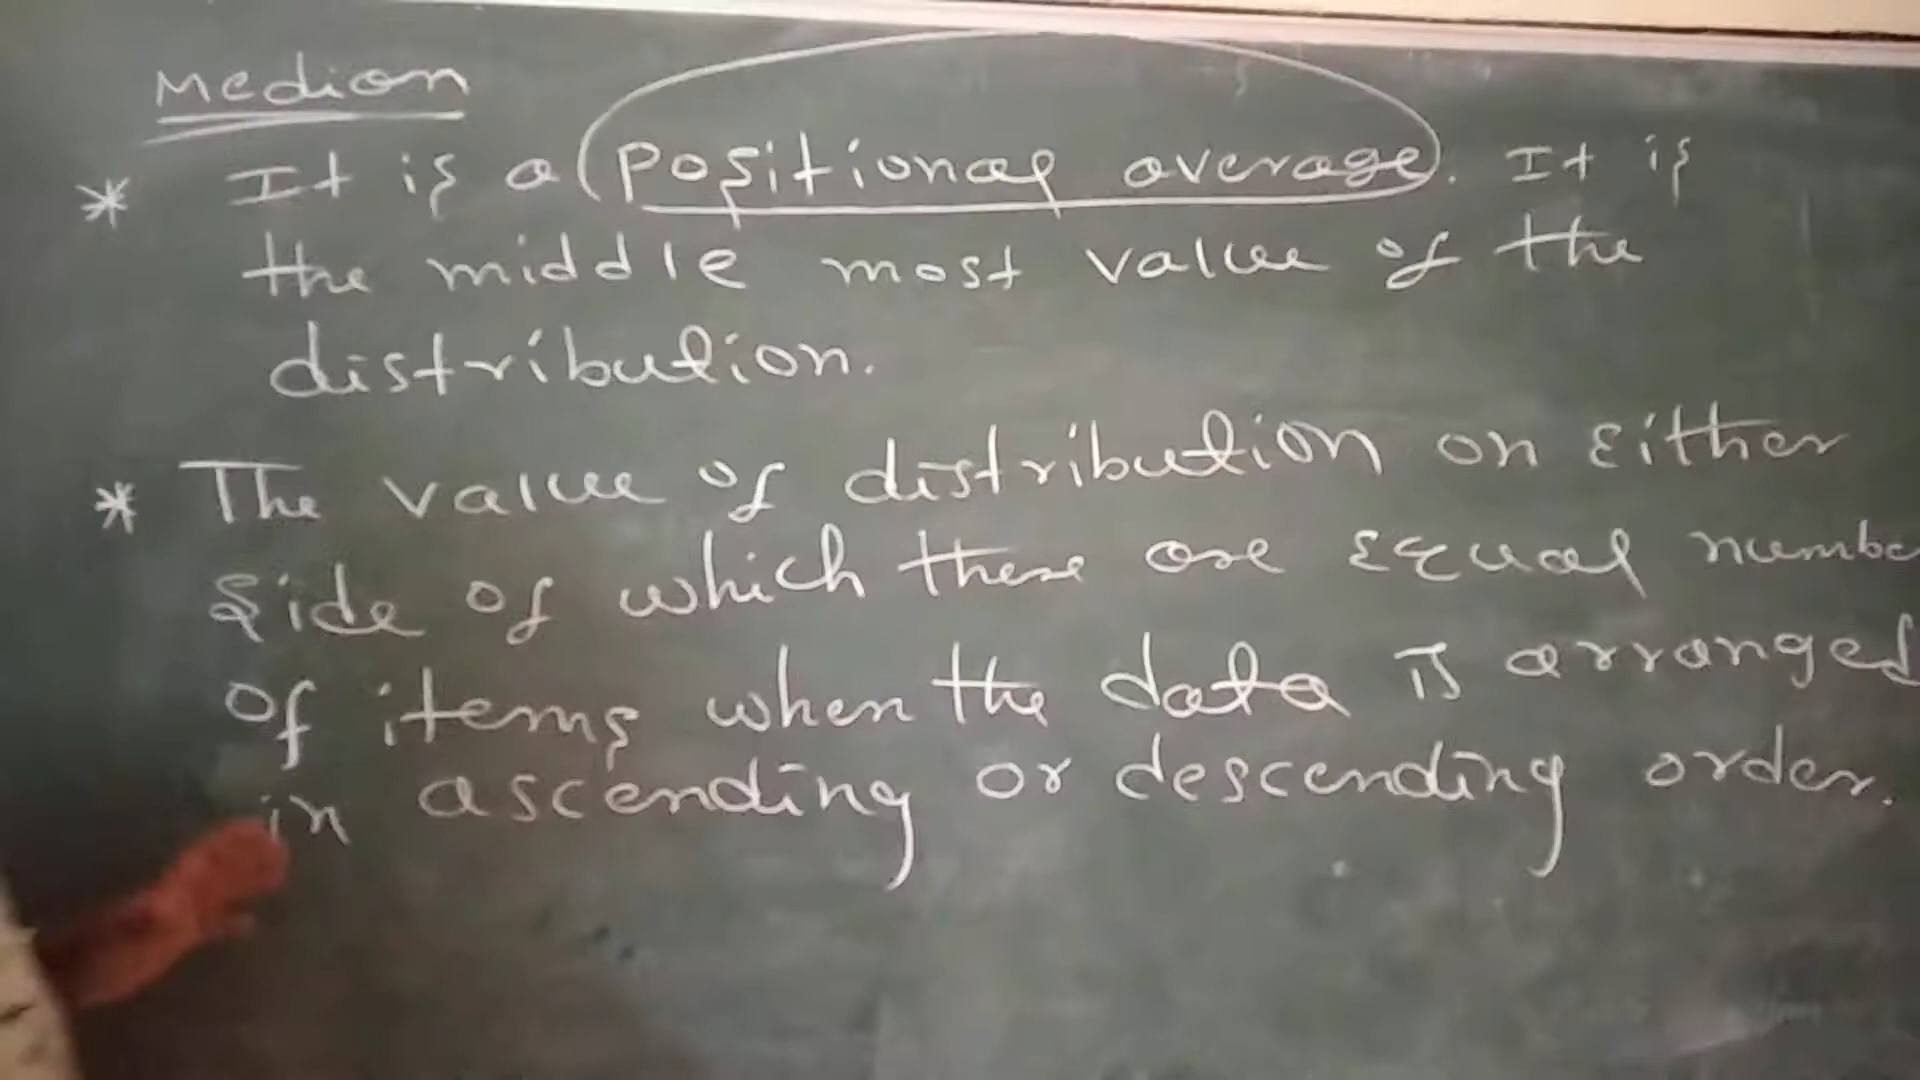 Median
* It is a positional average. It is
the middle most value of the
distribution.
* The value of distribution on Either
Side of which there are Equal numbe
of items when the data is arranged
in ascending or descending order.